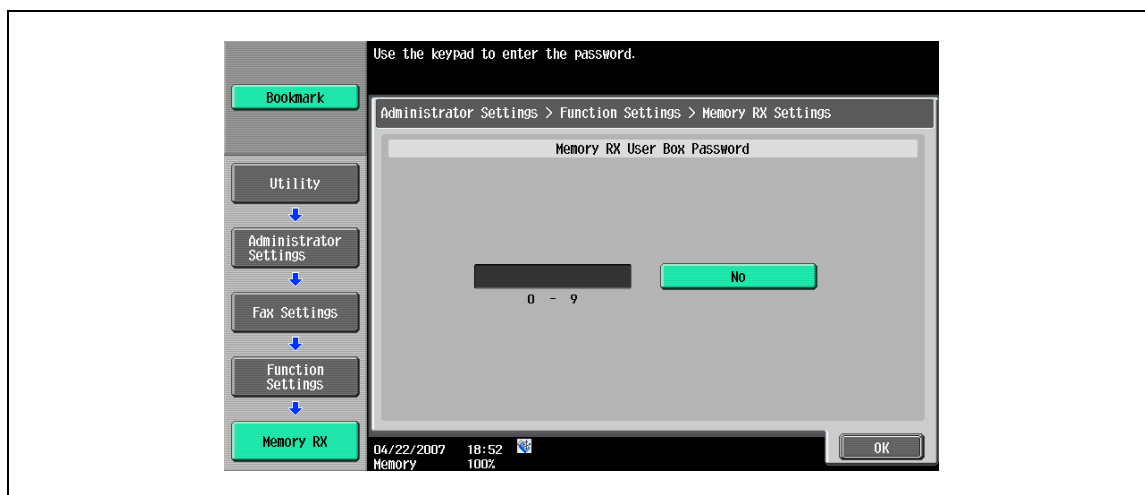 Use the keypad to enter the password.
Bookmark
Administrator Settings > Function Settings > Memory RX Settings
Memory RX User Box Password
Utility
Administrator
Settings
No
0 - 9
Fax Settings
Function
Settings
Memory RX
04/22/2007 18:52
Memory 100%
OK